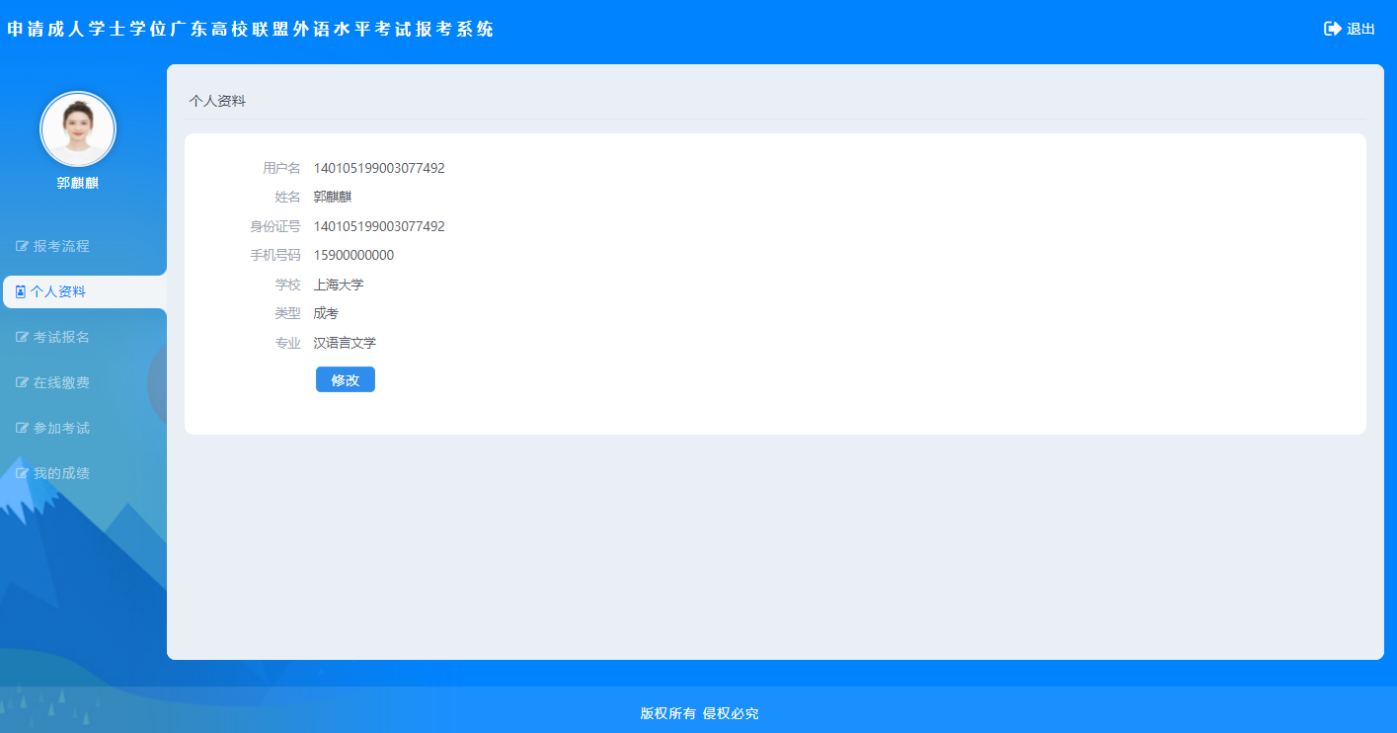 申请成人学士学位广东高校联盟外语水平考试报考系统
退出
郭麒麟
报考流程
个人资料
考试报名
在线缴费
参加考试
我的成绩
个人资料
用户名 140105199003077492
姓名 郭麒麟
身份证号 140105199003077492
手机号码 15900000000
学校 上海大学
类型 成考
专业 汉语言文学
修改
版权所有 侵权必究